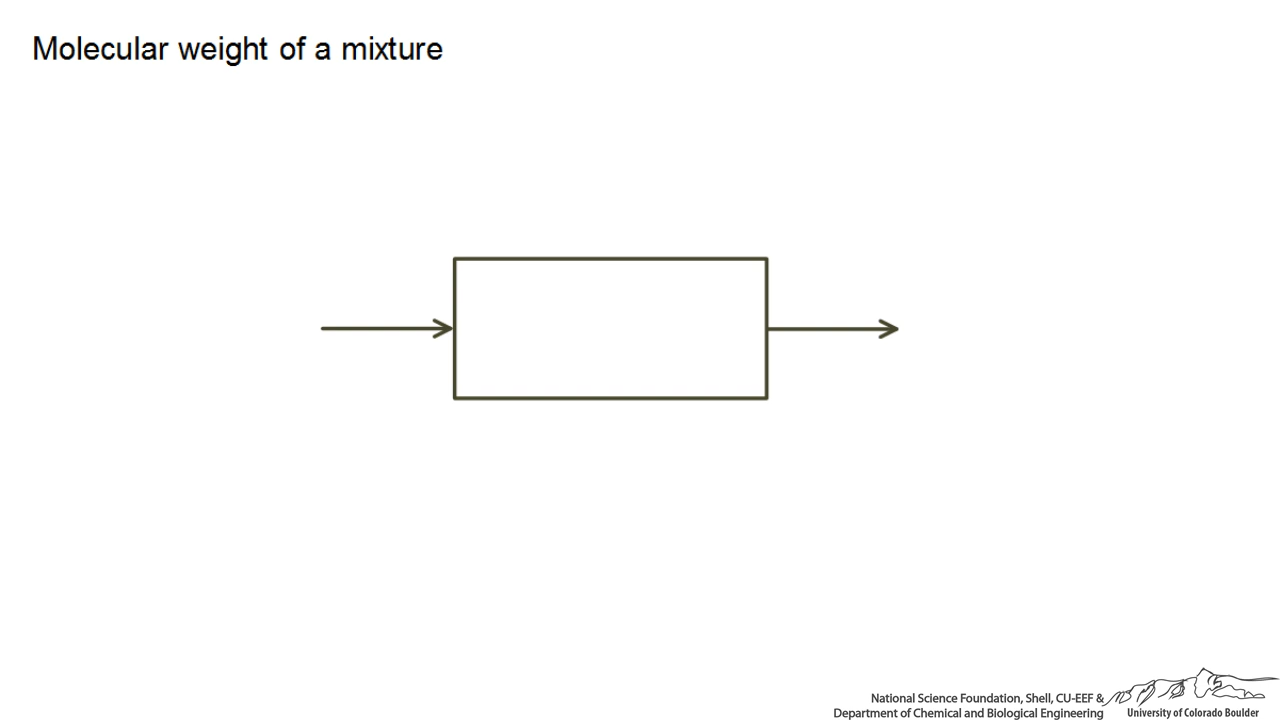 Molecular weight of a mixture
National Science Foundation, Shell, CU-EEF &
Department of Chemical and Biological Engineering
University of Colorado Boulder